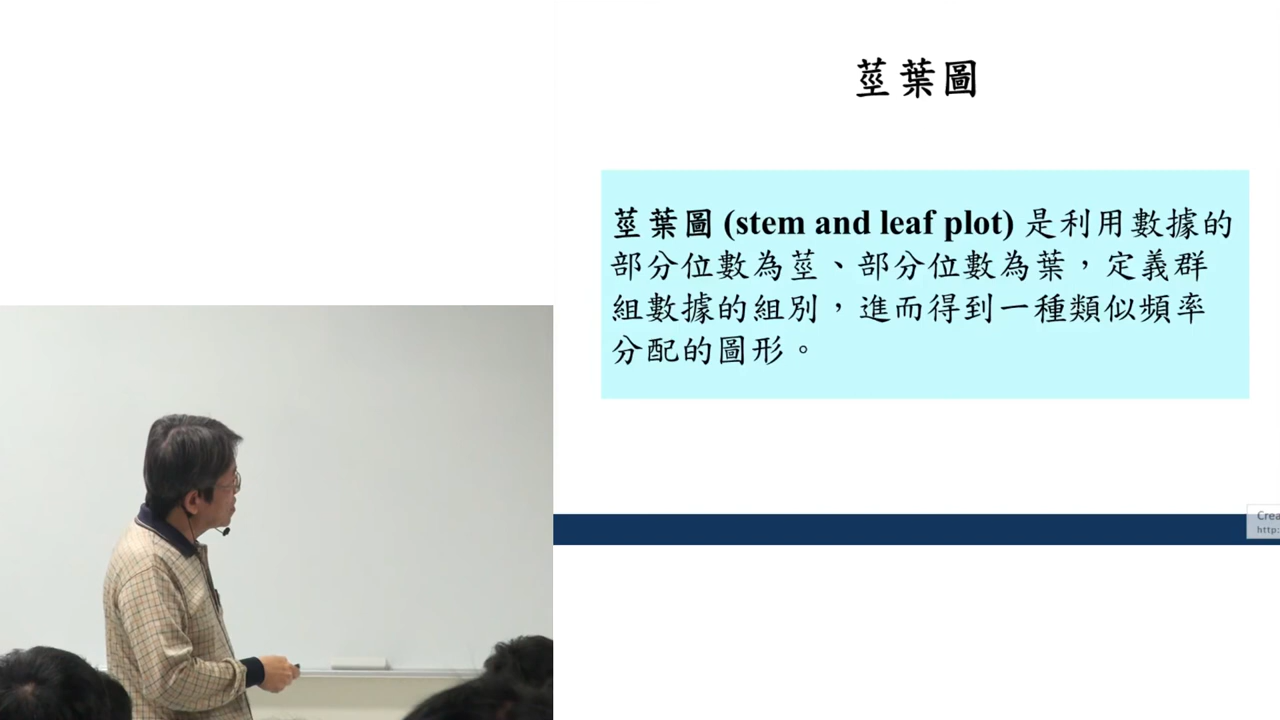 莖葉圖
莖葉圖 (stem and leaf plot) 是利用數據的
部分位數為莖、部分位數為葉，定義群
組數據的組別，進而得到一種類似頻率
分配的圖形。
Crea
http: